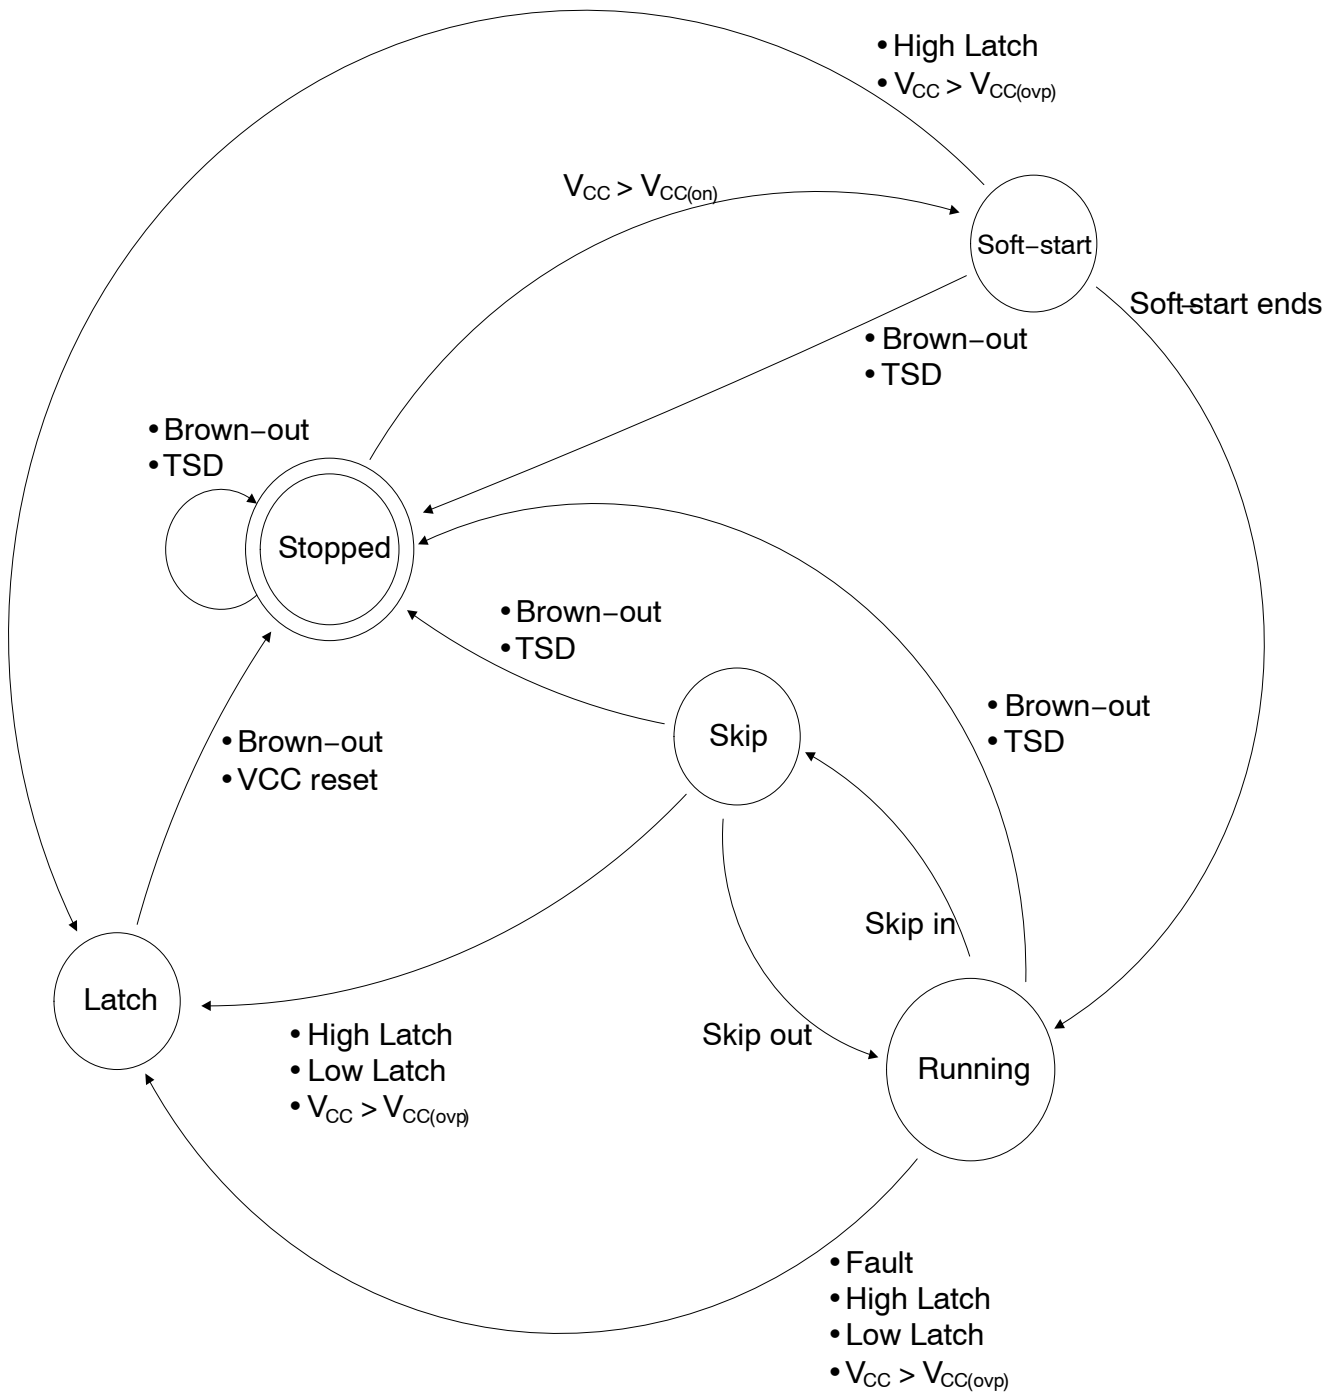 • High Latch
• VCC > VCC(ovp)
VCC > VCC(on)
Soft−start
Soft−start ends
• Brown−out
• TSD
• Brown−out
• TSD
Stopped
• Brown−out
• TSD
• Brown−out
• TSD
Skip
• Brown−out
• VCC reset
Skip in
Latch
Skip out
• High Latch
• Low Latch
• VCC > VCC(ovp)
Running
• Fault
• High Latch
• Low Latch
• VCC > VCC(ovp)